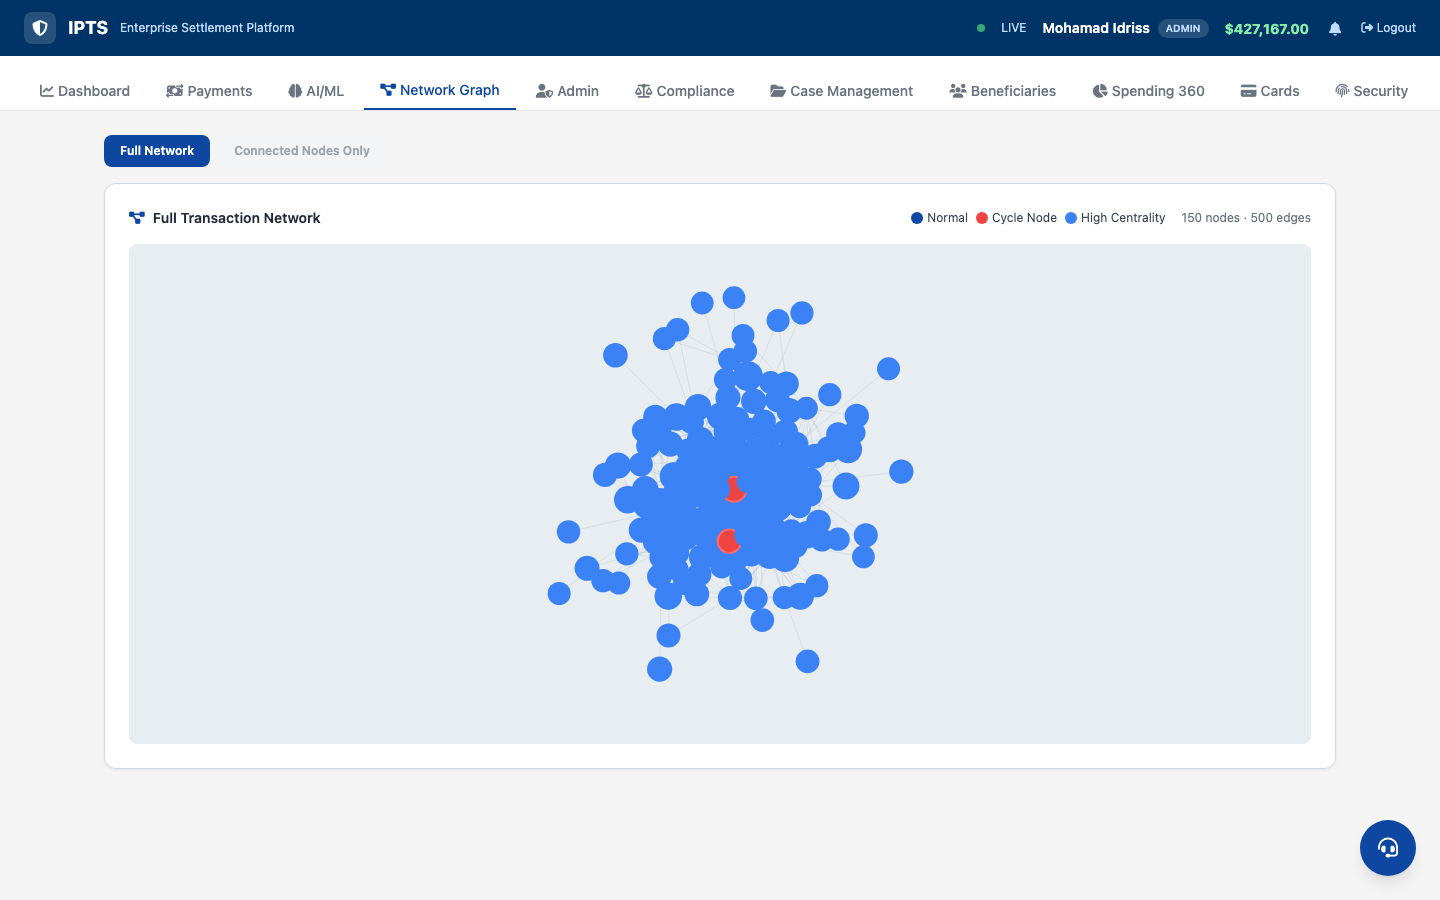 IPTS Enterprise Settlement Platform LIVE Mohamad Idriss ADMIN $427,167.00 Logout
Dashboard Payments AI/ML Network Graph Admin Compliance Case Management Beneficiaries Spending 360 Cards Security
Full Network Connected Nodes Only
Full Transaction Network Normal Cycle Node High Centrality 150 nodes · 500 edges